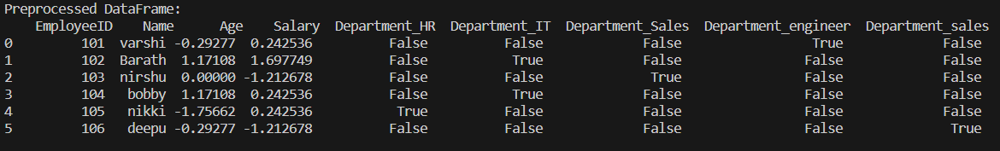 Preprocessed DataFrame:
   EmployeeID    Name      Age    Salary  Department_HR  Department_IT  Department_Sales  Department_engineer  Department_sales
0         101  varshi -0.29277  0.242536          False          False             False                 True             False
1         102  Barath  1.17108  1.697749          False           True             False                False             False
2         103  nirshu  0.00000 -1.212678          False          False              True                False             False
3         104   bobby  1.17108  0.242536          False           True             False                False             False
4         105   nikki -1.75662  0.242536           True          False             False                False             False
5         106   deepu -0.29277 -1.212678          False          False             False                False              True